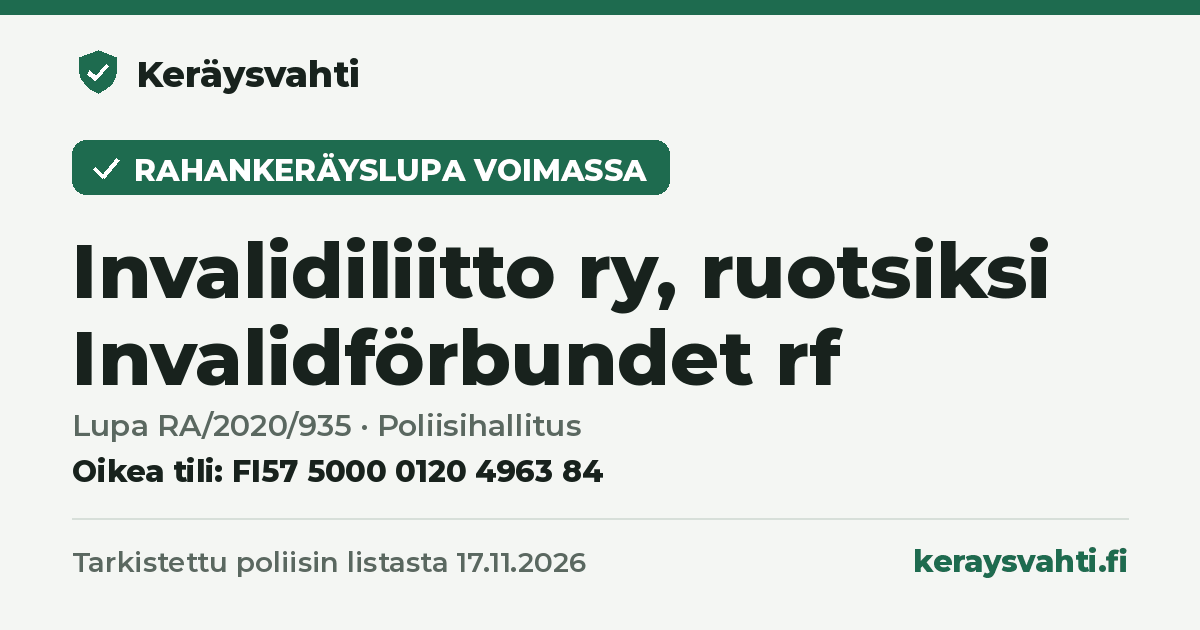 Keräysvahti
RAHANKERÄYSLUPA VOIMASSA
Invalidiliitto ry, ruotsiksi
Invalidförbundet rf
Lupa RA/2020/935 · Poliisihallitus
Oikea tili: FI57 5000 0120 4963 84
Tarkistettu poliisin listasta 17.11.2026
keraysvahti.fi